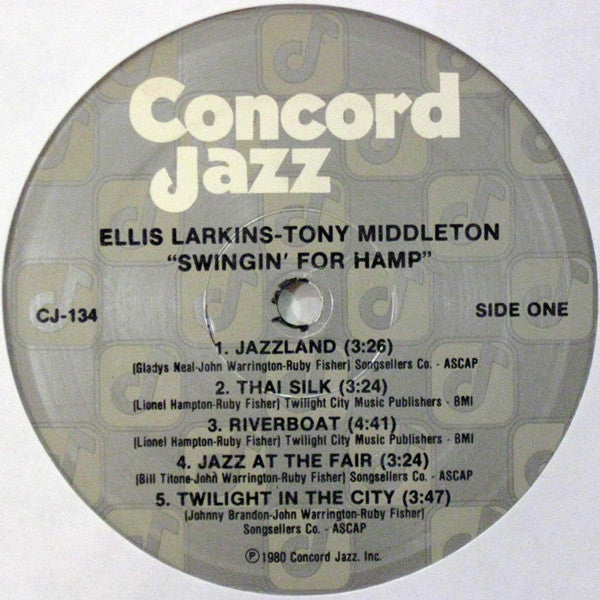 Concord
Jazz
ELLIS LARKINS-TONY MIDDLETON
"SWINGIN' FOR HAMP"
CJ-134
SIDE ONE
1. JAZZLAND (3:26)
(Gladys Neal-John Warrington-Ruby Fisher) Songsellers Co. - ASCAP
2. THAI SILK (3:24)
(Lionel Hampton-Ruby Fisher) Twilight City Music Publishers - BMI
3. RIVERBOAT (4:41)
(Lionel Hampton-Ruby Fisher) Twilight City Music Publishers - BMI
4. JAZZ AT THE FAIR (3:24)
(Bill Titone-John Warrington-Ruby Fisher) Songsellers Co. - ASCAP
5. TWILIGHT IN THE CITY (3:47)
(Johnny Brandon-John Warrington-Ruby Fisher)
Songsellers Co. - ASCAP
℗1980 Concord Jazz, Inc.